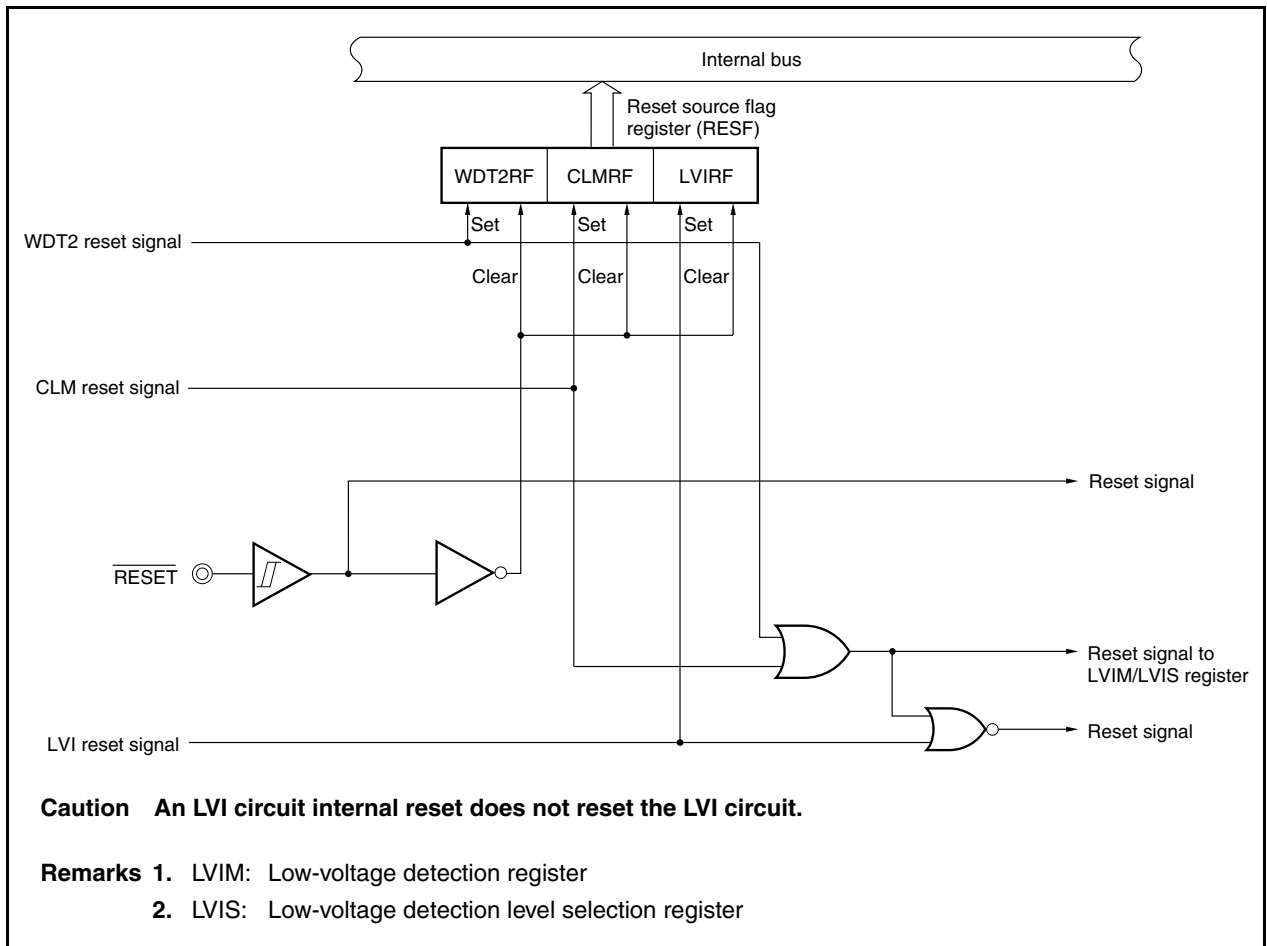 Internal bus
Reset source flag
register (RESF)
WDT2RF CLMRF LVIRF
Set Set Set
WDT2 reset signal
Clear Clear Clear
CLM reset signal
Reset signal
RESET
Reset signal to
LVIM/LVIS register
Reset signal
LVI reset signal
Caution An LVI circuit internal reset does not reset the LVI circuit.
Remarks 1. LVIM: Low-voltage detection register
2. LVIS: Low-voltage detection level selection register